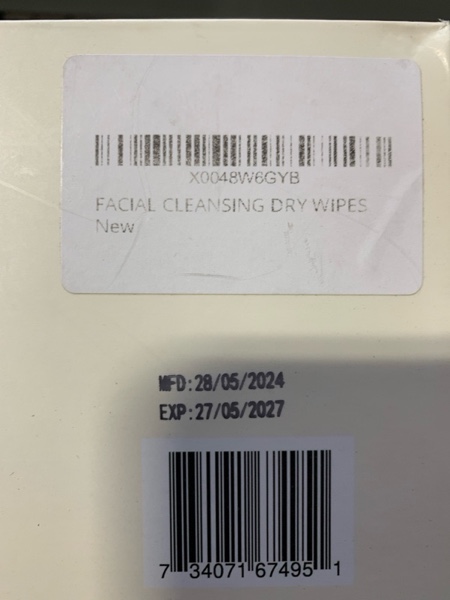 X0048W6GYB
FACIAL CLEANSING DRY WIPES
New
MFD:28/05/2024
EXP:27/05/2027
7 34071 67495 1